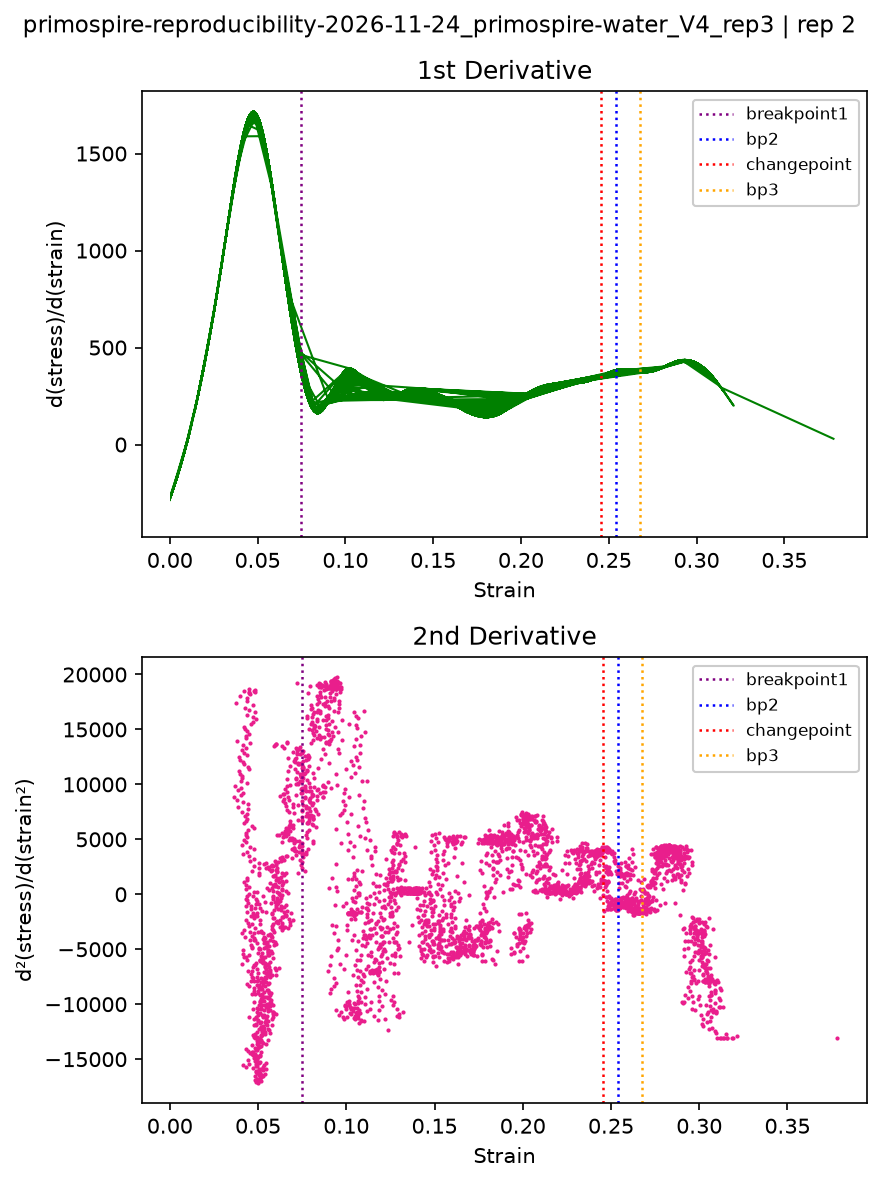 primospire-reproducibility-2026-11-24_primospire-water_V4_rep3 | rep 2
1st Derivative
d(stress)/d(strain)
1500
1000
500
0
breakpoint1
bp2
changepoint
bp3
0.00 0.05 0.10 0.15 0.20 0.25 0.30 0.35
Strain
2nd Derivative
d²(stress)/d(strain²)
20000
15000
10000
5000
0
−5000
−10000
−15000
breakpoint1
bp2
changepoint
bp3
0.00 0.05 0.10 0.15 0.20 0.25 0.30 0.35
Strain